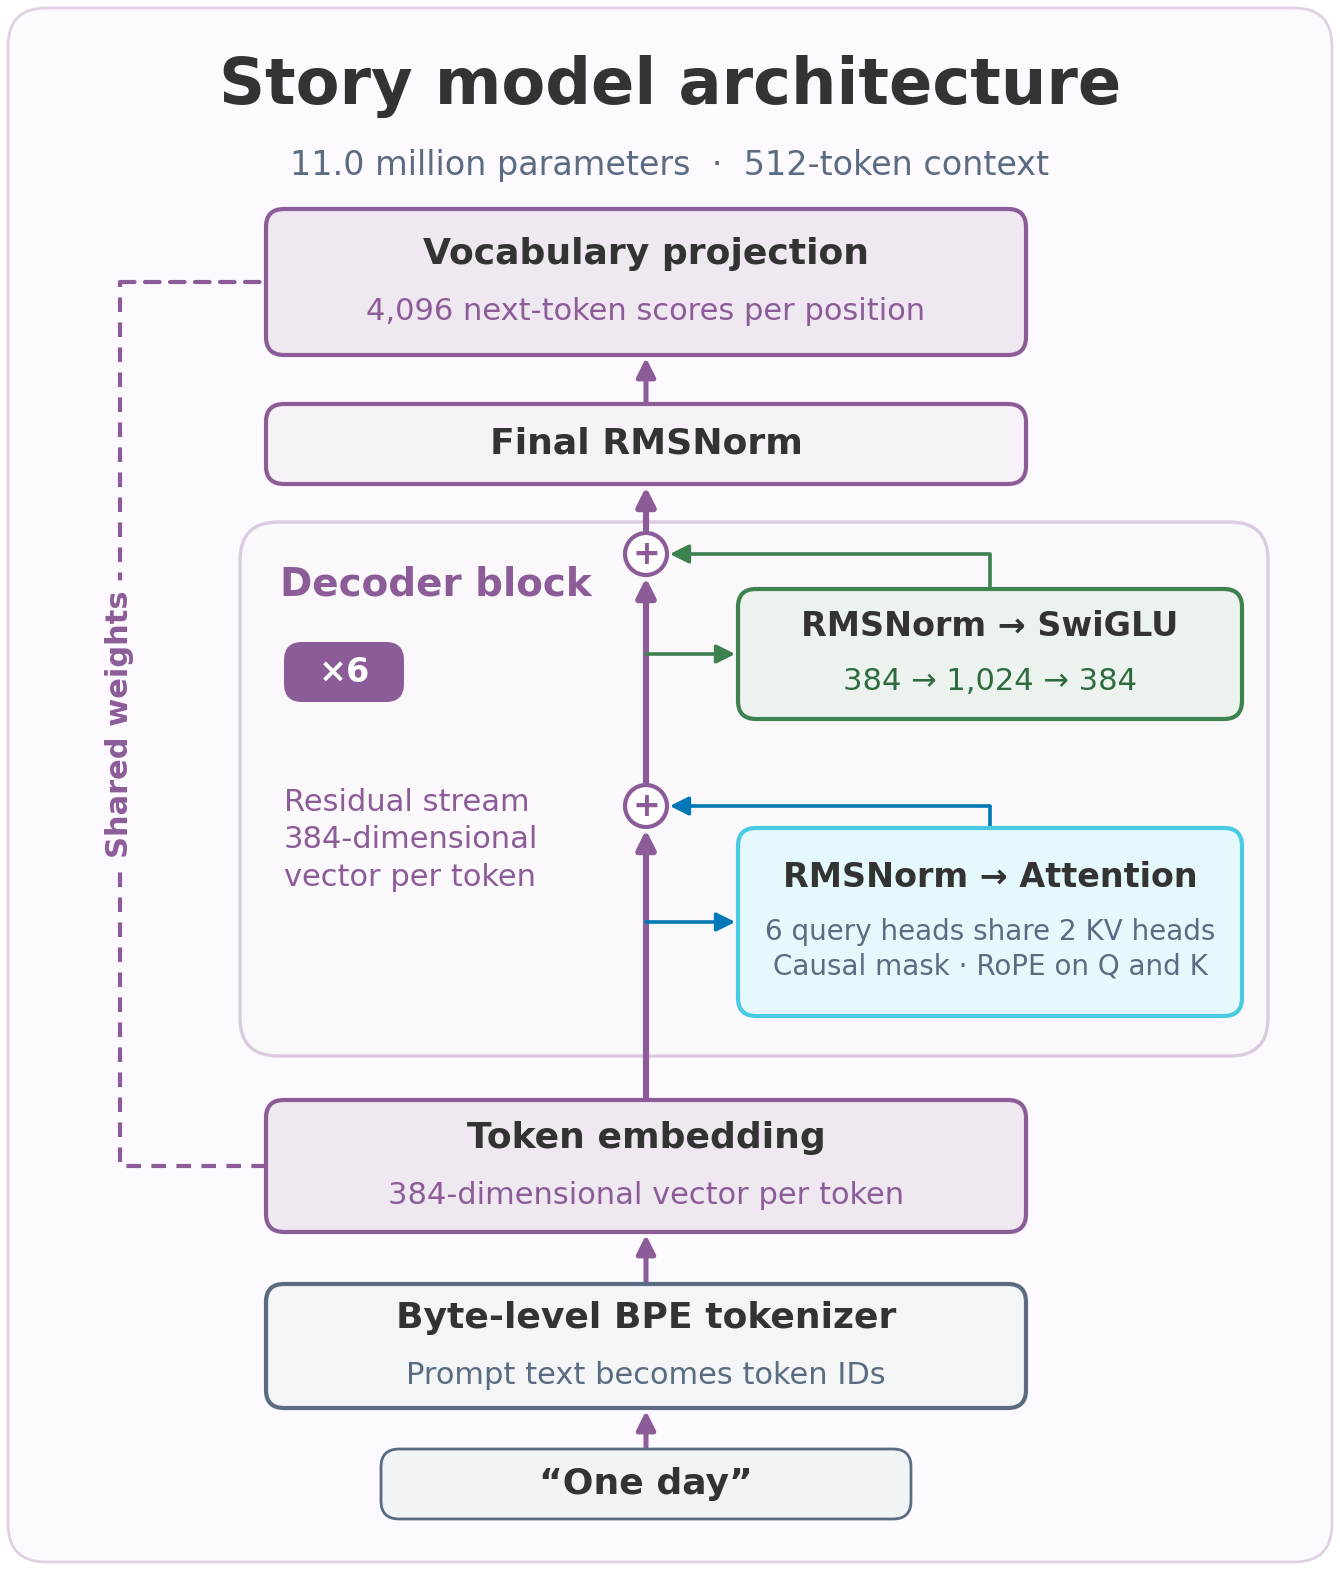 Story model architecture
11.0 million parameters · 512-token context
Vocabulary projection
4,096 next-token scores per position
Final RMSNorm
Decoder block
×6
RMSNorm → SwiGLU
384 → 1,024 → 384
Residual stream
384-dimensional
vector per token
RMSNorm → Attention
6 query heads share 2 KV heads
Causal mask · RoPE on Q and K
Shared weights
Token embedding
384-dimensional vector per token
Byte-level BPE tokenizer
Prompt text becomes token IDs
“One day”
+
+